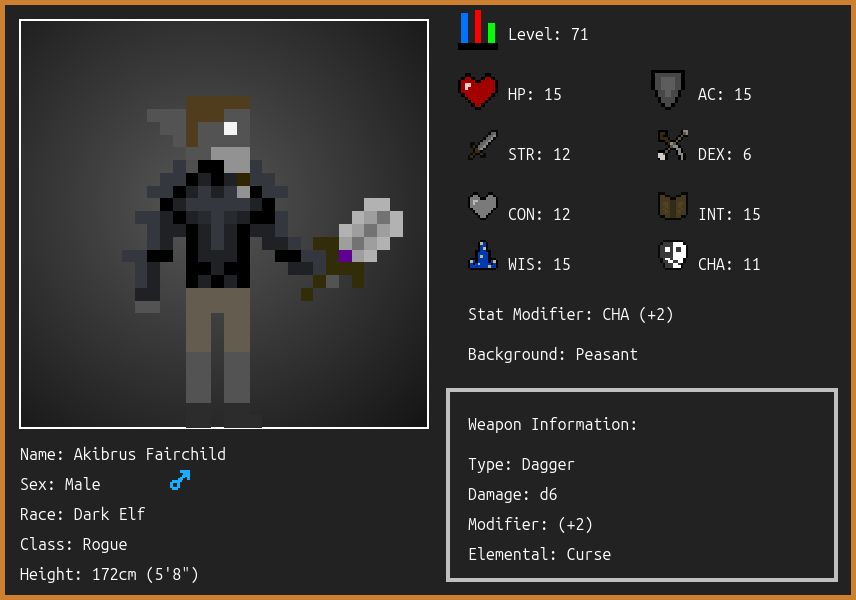 Level: 71
HP: 15
AC: 15
STR: 12
DEX: 6
CON: 12
INT: 15
WIS: 15
CHA: 11
Stat Modifier: CHA (+2)
Background: Peasant
Weapon Information:
Type: Dagger
Damage: d6
Modifier: (+2)
Elemental: Curse
Name: Akibrus Fairchild
Sex: Male
Race: Dark Elf
Class: Rogue
Height: 172cm (5'8")